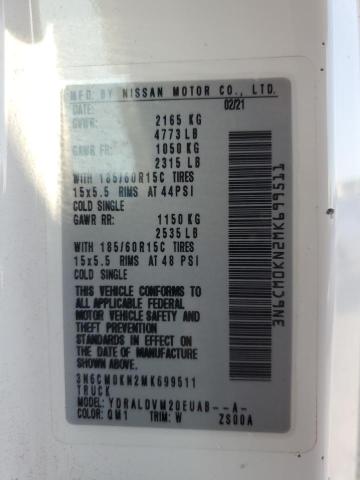 MFD BY NISSAN MOTOR CO., LTD.
DATE: 02/21
GVWR: 2165 KG
4773 LB
GAWR FR: 1050 KG
2315 LB
WITH 185/60R15C TIRES
15x5.5 RIMS AT 44PSI
COLD SINGLE
GAWR RR: 1150 KG
2535 LB
WITH 185/60R15C TIRES
15x5.5 RIMS AT 48 PSI
COLD SINGLE
THIS VEHICLE CONFORMS
TO ALL APPLICABLE FEDERAL
MOTOR VEHICLE SAFETY AND
THEFT PREVENTION
STANDARDS IN EFFECT
ON THE DATE OF
MANUFACTURE SHOWN
ABOVE.
3N6CM0KN2MK699511
TRUCK
MODEL: YDRALDVM20EUAB--A-
COLOR: QM1 TRIM: W ZS00A
3N6CM0KN2MK699511